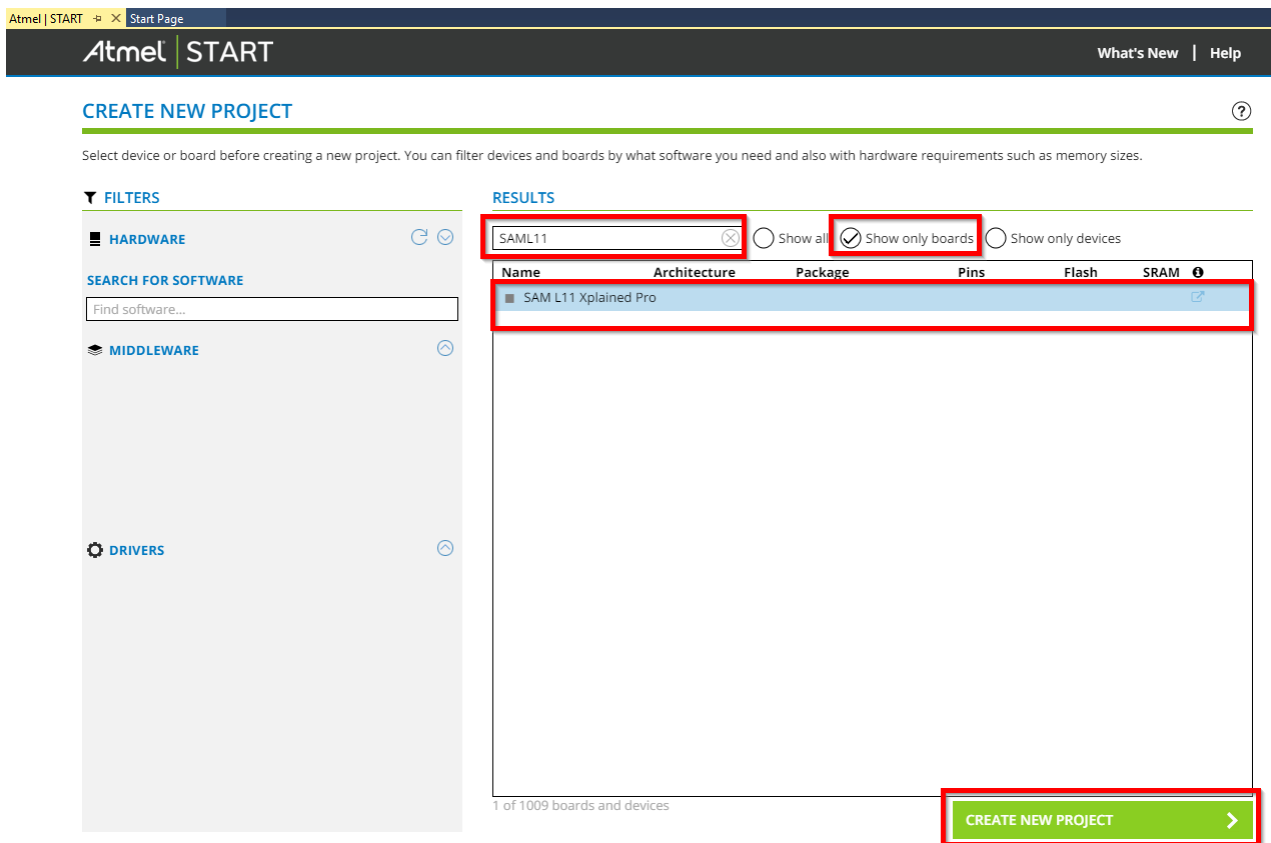 Atmel | START
Start Page
Atmel | START
What's New | Help
CREATE NEW PROJECT
?
Select device or board before creating a new project. You can filter devices and boards by what software you need and also with hardware requirements such as memory sizes.
FILTERS
RESULTS
HARDWARE
SAML11
Show all
Show only boards
Show only devices
SEARCH FOR SOFTWARE
Name Architecture Package Pins Flash SRAM
SAM L11 Xplained Pro
Find software...
MIDDLEWARE
DRIVERS
1 of 1009 boards and devices
CREATE NEW PROJECT